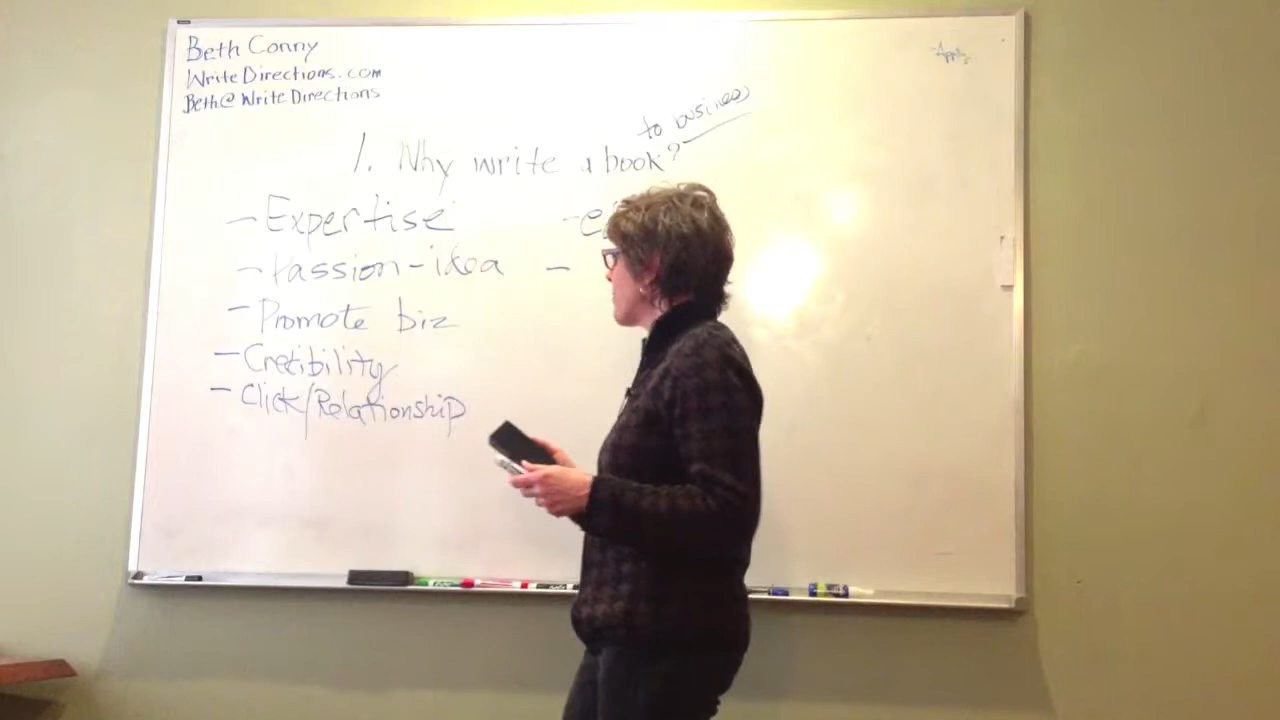 Beth Conny
WriteDirections.com
Beth@WriteDirections
to business
1. Why write a book?
- Expertise
- Passion-idea -
- Promote biz
- Credibility
- Click/Relationship